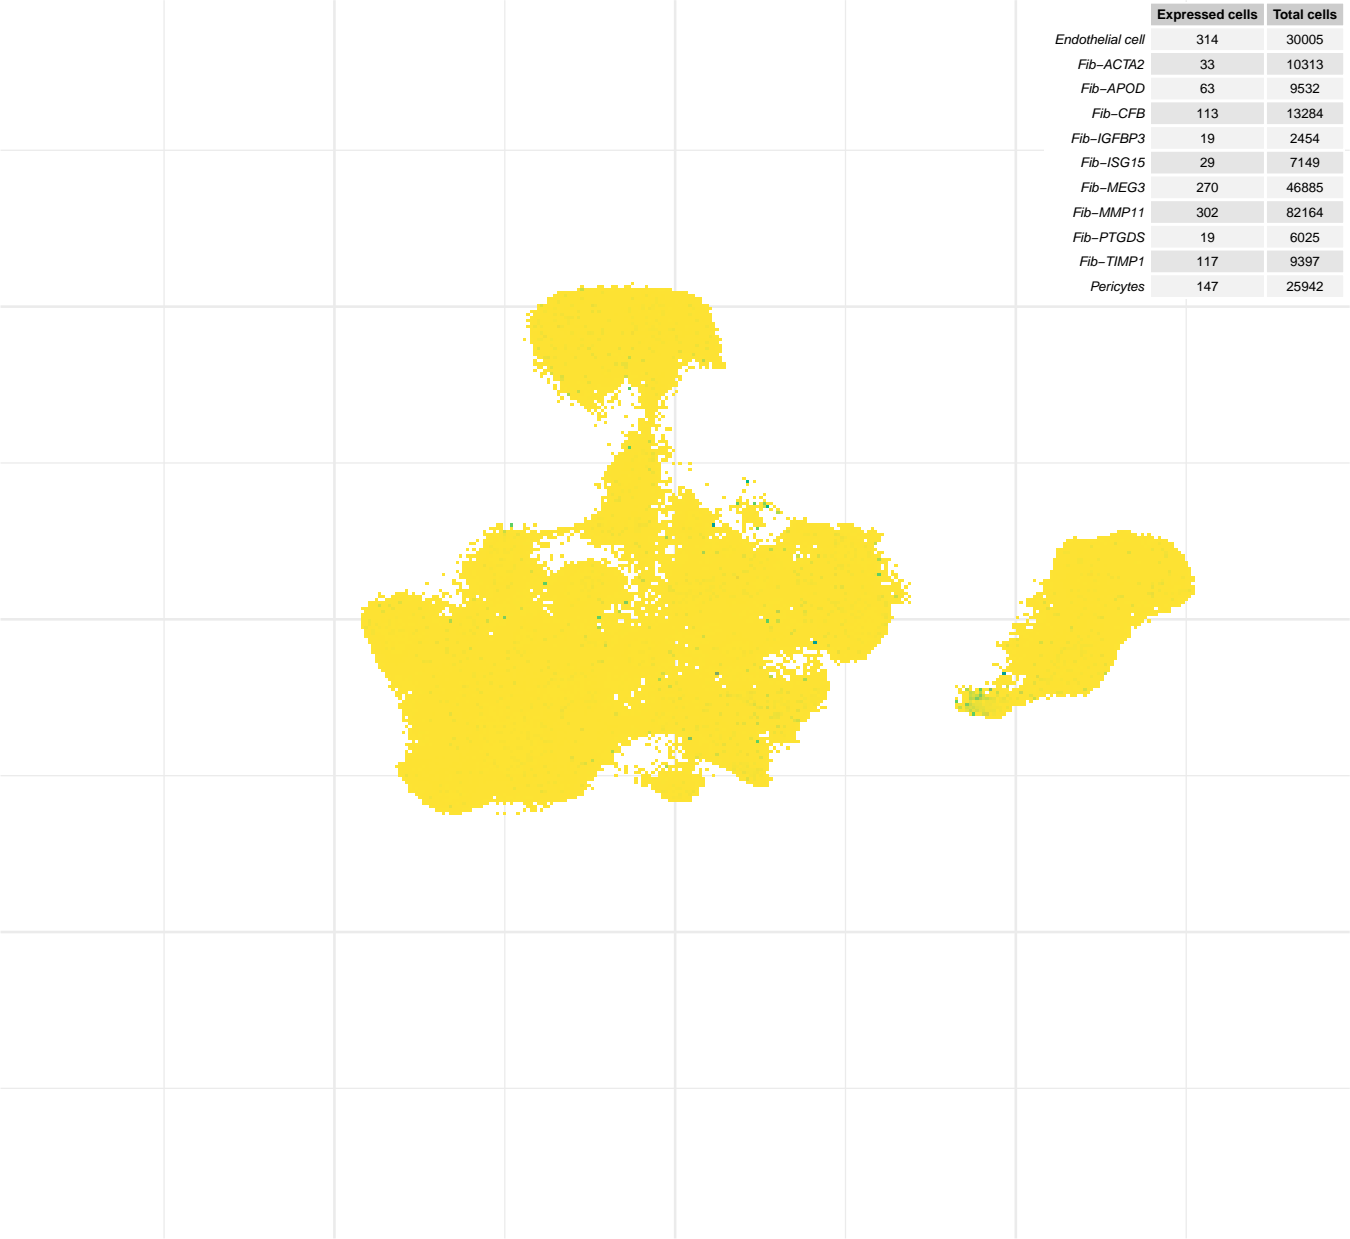 Expressed cells Total cells
Endothelial cell 314 30005
Fib−ACTA2 33 10313
Fib−APOD 63 9532
Fib−CFB 113 13284
Fib−IGFBP3 19 2454
Fib−ISG15 29 7149
Fib−MEG3 270 46885
Fib−MMP11 302 82164
Fib−PTGDS 19 6025
Fib−TIMP1 117 9397
Pericytes 147 25942